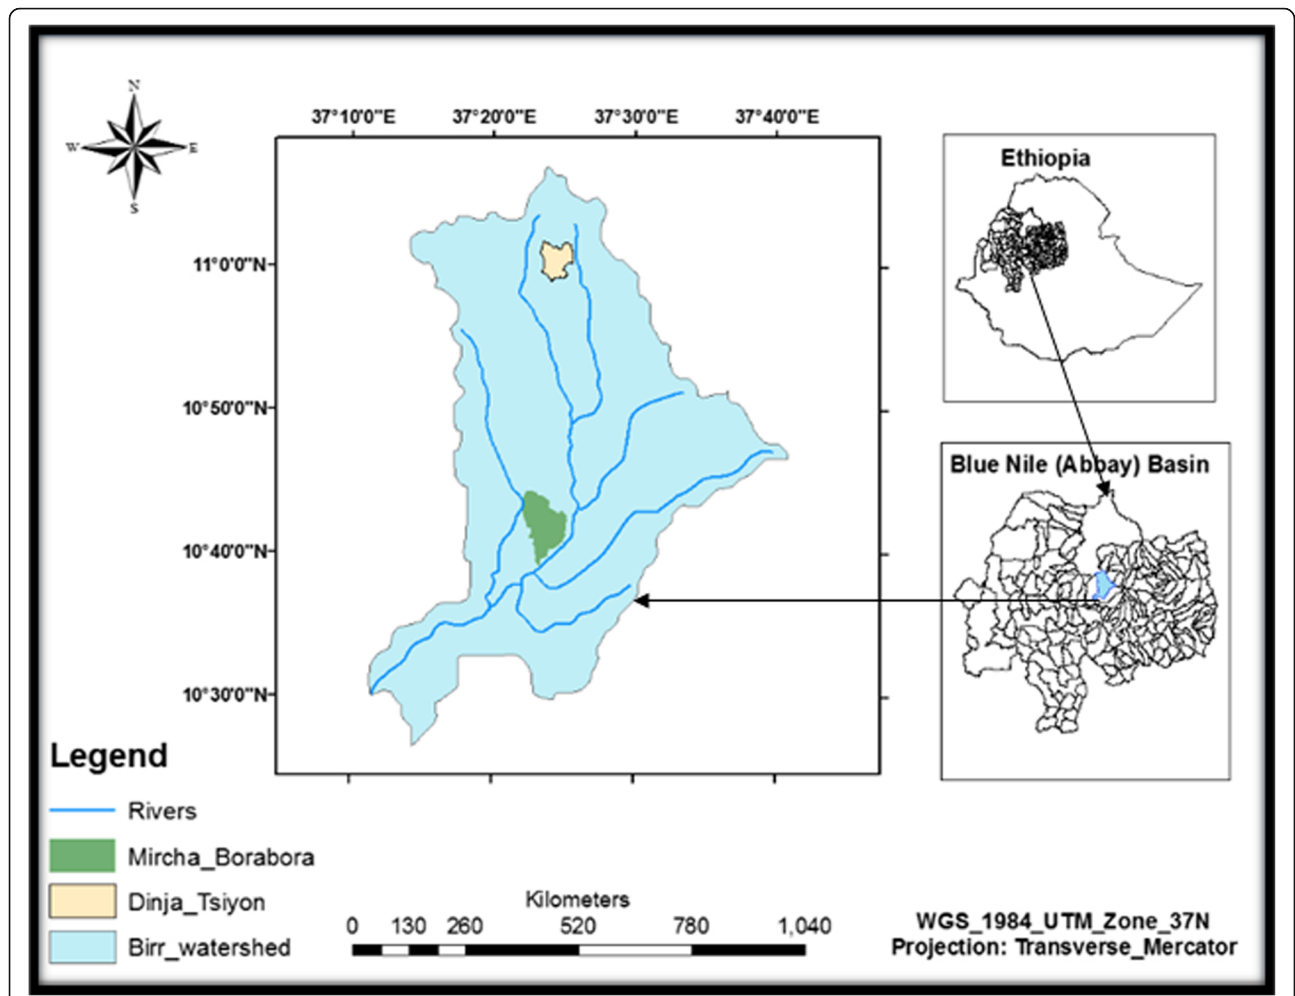 N
W E
S
37°10'0"E 37°20'0"E 37°30'0"E 37°40'0"E
11°0'0"N
10°50'0"N
10°40'0"N
10°30'0"N
Ethiopia
Blue Nile (Abbay) Basin
Legend
Rivers
Mircha_Borabora
Dinja_Tsiyon
Birr_watershed
Kilometers
0 130 260 520 780 1,040
WGS_1984_UTM_Zone_37N
Projection: Transverse_Mercator